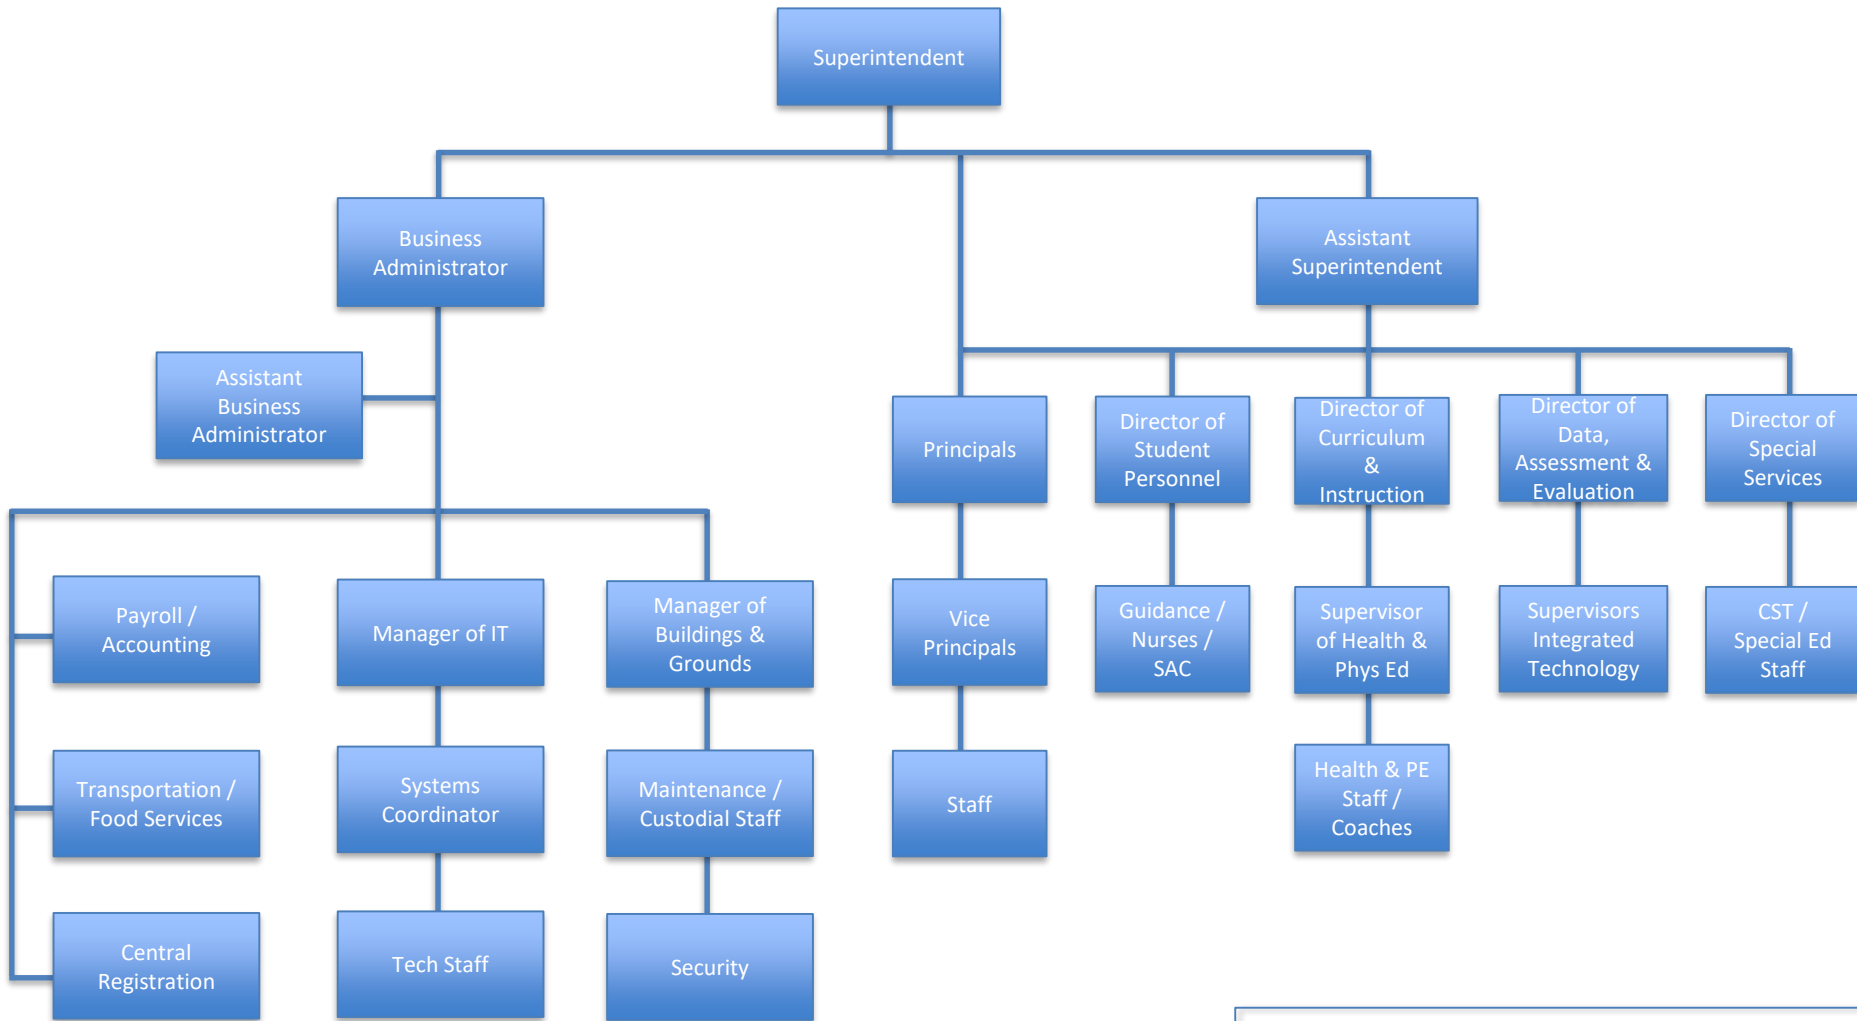 Superintendent
Business
Administrator
Assistant
Superintendent
Assistant
Business
Administrator
Principals
Director of
Student
Personnel
Director of
Curriculum
&
Instruction
Director of
Data,
Assessment &
Evaluation
Director of
Special
Services
Payroll /
Accounting
Manager of IT
Manager of
Buildings &
Grounds
Vice
Principals
Guidance /
Nurses /
SAC
Supervisor
of Health &
Phys Ed
Supervisors
Integrated
Technology
CST /
Special Ed
Staff
Transportation /
Food Services
Systems
Coordinator
Maintenance /
Custodial Staff
Staff
Health & PE
Staff /
Coaches
Central
Registration
Tech Staff
Security